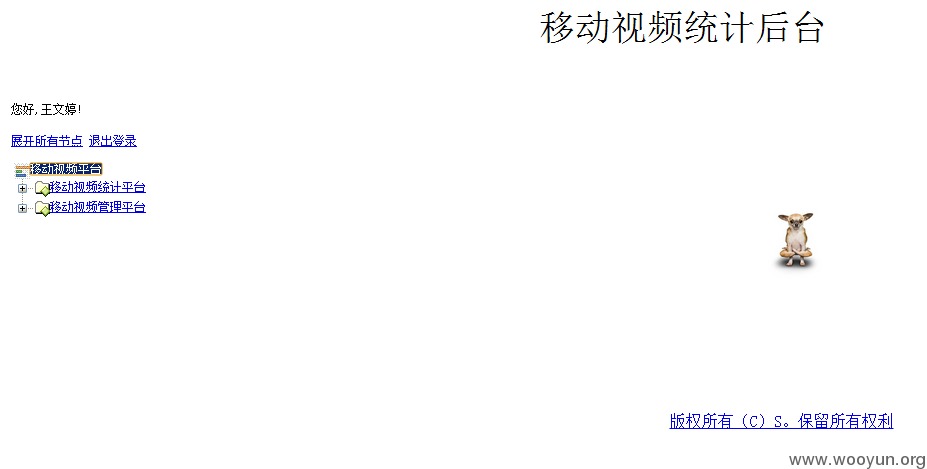 移动视频统计后台
您好,王文婷!
展开所有节点 退出登录
移动视频平台
移动视频统计平台
移动视频管理平台
版权所有 (C) S。保留所有权利
www.wooyun.org